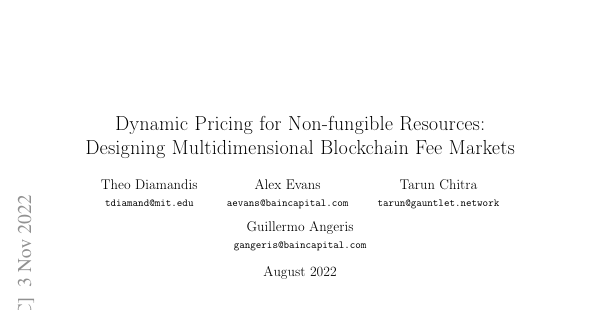 Dynamic Pricing for Non-fungible Resources:
Designing Multidimensional Blockchain Fee Markets
Theo Diamandis Alex Evans Tarun Chitra
tdiamand@mit.edu aevans@baincapital.com tarun@gauntlet.network
Guillermo Angeris
gangeris@baincapital.com
August 2022
] 3 Nov 2022